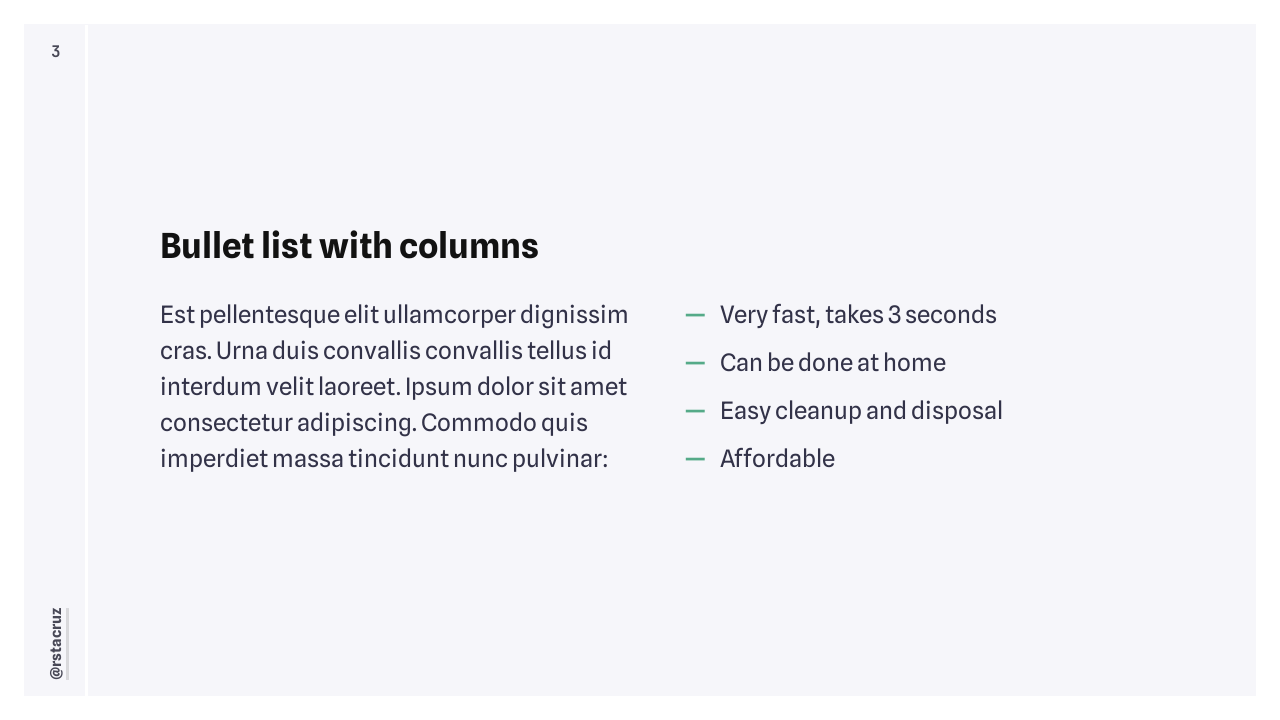 3
Bullet list with columns
Est pellentesque elit ullamcorper dignissim
cras. Urna duis convallis convallis tellus id
interdum velit laoreet. Ipsum dolor sit amet
consectetur adipiscing. Commodo quis
imperdiet massa tincidunt nunc pulvinar:
— Very fast, takes 3 seconds
— Can be done at home
— Easy cleanup and disposal
— Affordable
@rstacruz